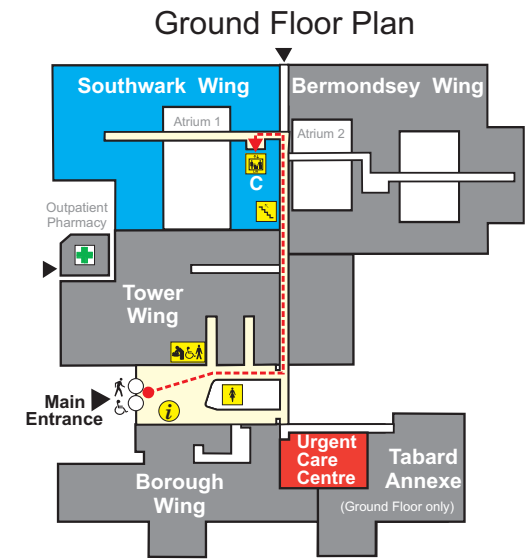 Ground Floor Plan
Southwark Wing
Bermondsey Wing
Atrium 1
Atrium 2
C
Outpatient
Pharmacy
Tower
Wing
Main
Entrance
i
Urgent
Care
Centre
Tabard
Annexe
(Ground Floor only)
Borough
Wing